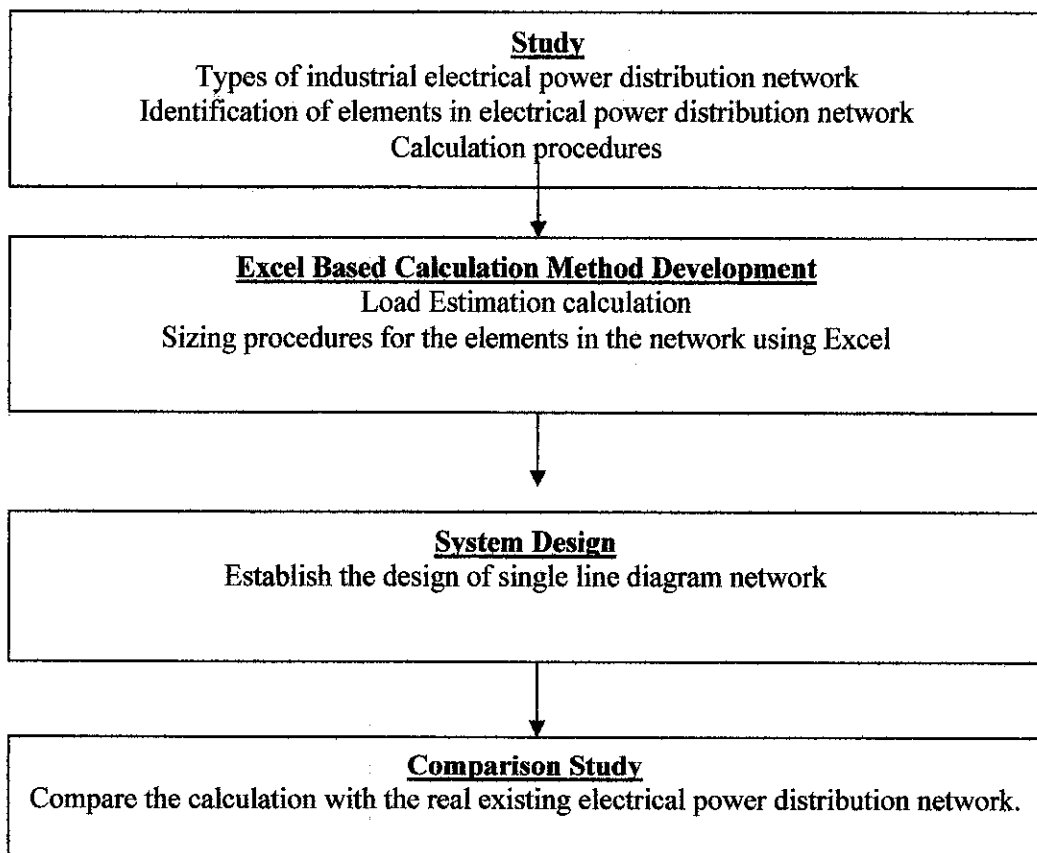 Study
Types of industrial electrical power distribution network
Identification of elements in electrical power distribution network
Calculation procedures
Excel Based Calculation Method Development
Load Estimation calculation
Sizing procedures for the elements in the network using Excel
System Design
Establish the design of single line diagram network
Comparison Study
Compare the calculation with the real existing electrical power distribution network.